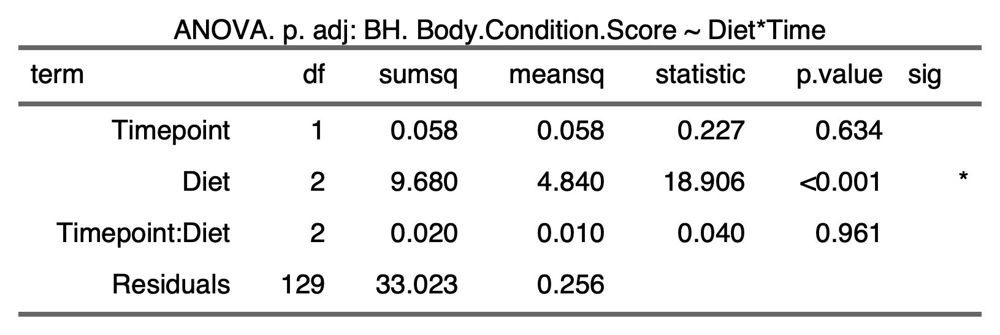 ANOVA. p. adj: BH. Body.Condition.Score ~ Diet*Time
term df sumsq meansq statistic p.value sig
Timepoint 1 0.058 0.058 0.227 0.634
Diet 2 9.680 4.840 18.906 <0.001 *
Timepoint:Diet 2 0.020 0.010 0.040 0.961
Residuals 129 33.023 0.256